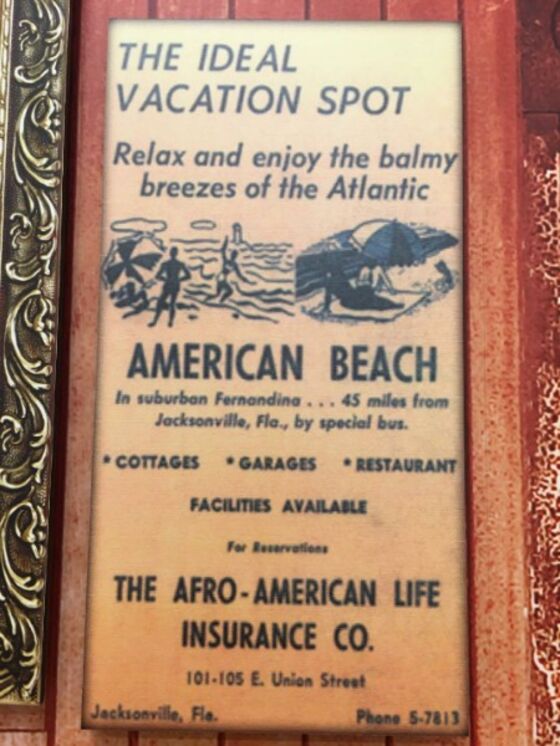 THE IDEAL
VACATION SPOT
Relax and enjoy the balmy
breezes of the Atlantic
AMERICAN BEACH
In suburban Fernandina . . . 45 miles from
Jacksonville, Fla., by special bus.
* COTTAGES * GARAGES * RESTAURANT
FACILITIES AVAILABLE
For Reservations
THE AFRO-AMERICAN LIFE
INSURANCE CO.
101-105 E. Union Street
Jacksonville, Fla. Phone 5-7813